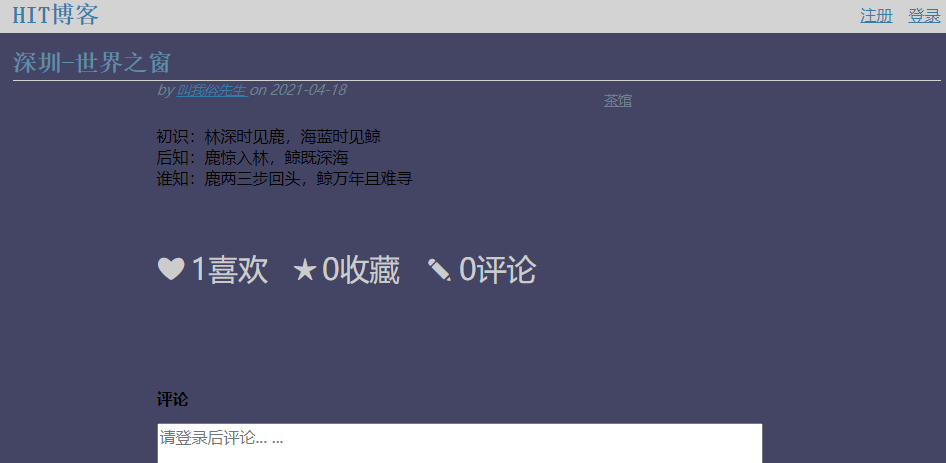 HIT博客
注册 登录
深圳-世界之窗
by 叫我俗先生 on 2021-04-18
茶馆
初识：林深时见鹿，海蓝时见鲸
后知：鹿惊入林，鲸既深海
谁知：鹿两三步回头，鲸万年且难寻
1喜欢 0收藏 0评论
评论
请登录后评论... ...